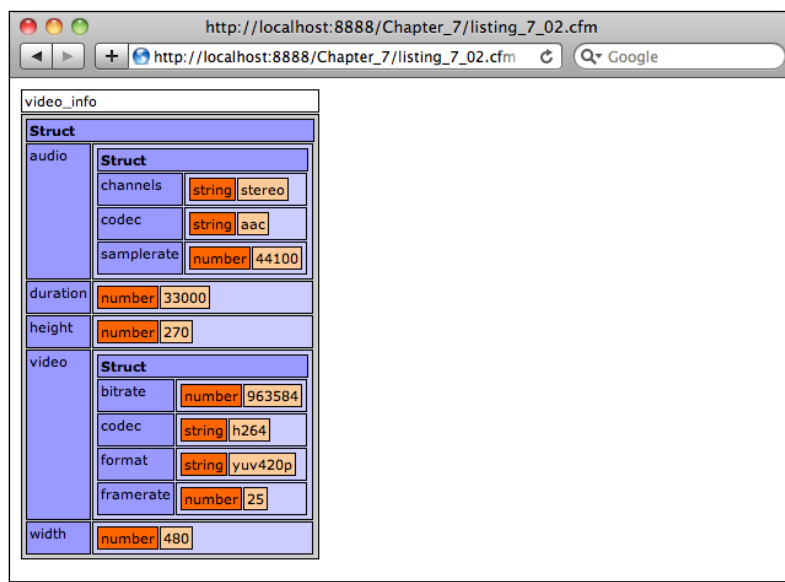 http://localhost:8888/Chapter_7/listing_7_02.cfm
http://localhost:8888/Chapter_7/listing_7_02.cfm
Google
video_info
Struct
audio
Struct
channels string stereo
codec string aac
samplerate number 44100
duration number 33000
height number 270
video
Struct
bitrate number 963584
codec string h264
format string yuv420p
framerate number 25
width number 480